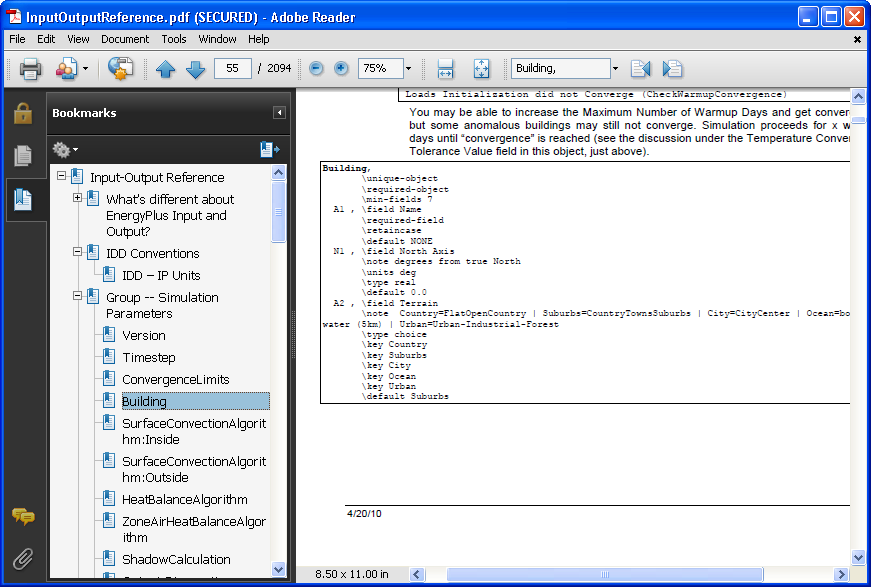 InputOutputReference.pdf (SECURED) - Adobe Reader
File Edit View Document Tools Window Help
55 / 2094 75% Building,
Bookmarks
Input-Output Reference
What's different about
EnergyPlus Input and
Output?
IDD Conventions
IDD – IP Units
Group -- Simulation
Parameters
Version
Timestep
ConvergenceLimits
Building
SurfaceConvectionAlgorit
hm:Inside
SurfaceConvectionAlgorit
hm:Outside
HeatBalanceAlgorithm
ZoneAirHeatBalanceAlgor
ithm
ShadowCalculation
Loads Initialization did not Converge (CheckWarmupConvergence)
You may be able to increase the Maximum Number of Warmup Days and get conver
but some anomalous buildings may still not converge. Simulation proceeds for x w
days until “convergence” is reached (see the discussion under the Temperature Conver
Tolerance Value field in this object, just above).
Building,
\unique-object
\required-object
\min-fields 7
A1 , \field Name
\required-field
\retaincase
\default NONE
N1 , \field North Axis
\note degrees from true North
\units deg
\type real
\default 0.0
A2 , \field Terrain
\note Country=FlatOpenCountry | Suburbs=CountryTownsSuburbs | City=CityCenter | Ocean=bo
water (5km) | Urban=Urban-Industrial-Forest
\type choice
\key Country
\key Suburbs
\key City
\key Ocean
\key Urban
\default Suburbs
4/20/10
8.50 x 11.00 in